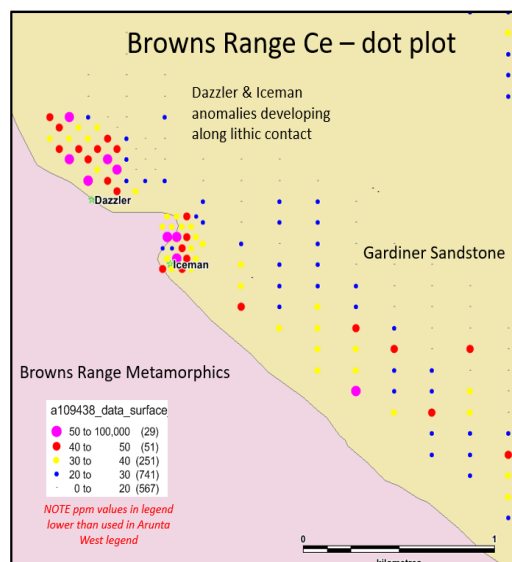 Browns Range Ce – dot plot
Dazzler & Iceman
anomalies developing
along lithic contact
Dazzler
Iceman
Gardiner Sandstone
Browns Range Metamorphics
a109438_data_surface
50 to 100,000 (29)
40 to 50 (51)
30 to 40 (251)
20 to 30 (741)
0 to 20 (567)
NOTE ppm values in legend
lower than used in Arunta
West legend
0 1
kilometres